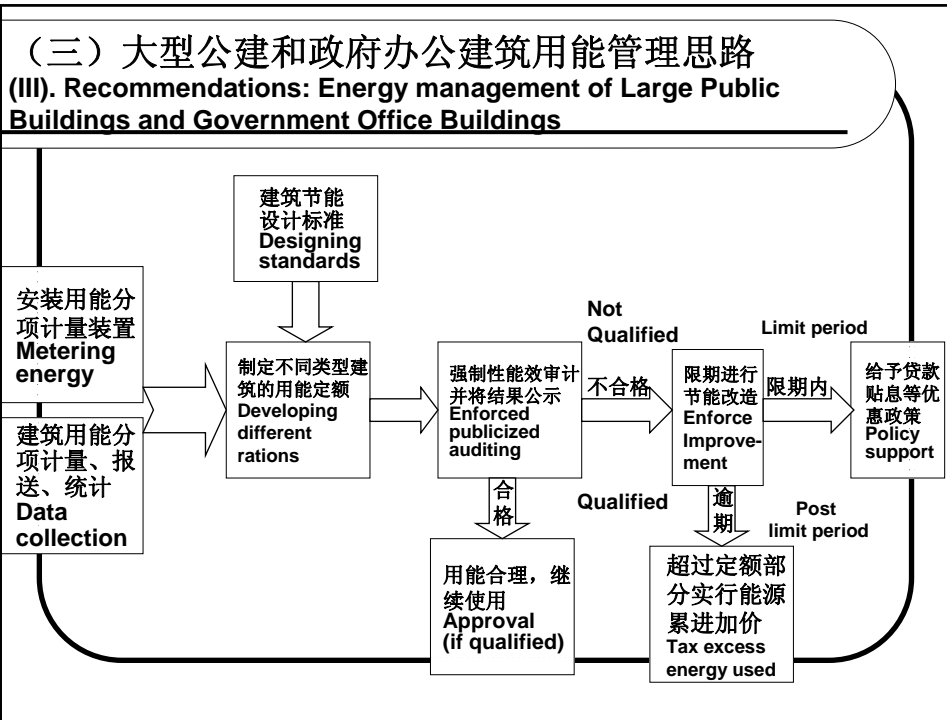 （三）大型公建和政府办公建筑用能管理思路
(III). Recommendations: Energy management of Large Public
Buildings and Government Office Buildings
建筑节能
设计标准
Designing
standards
安装用能分
项计量装置
Metering
energy
建筑用能分
项计量、报
送、统计
Data
collection
制定不同类型建
筑的用能定额
Developing
different
rations
强制性能效审计
并将结果公示
Enforced
publicized
auditing
Not
Qualified
不合格
限期进行
节能改造
Enforce
Improve-
ment
Limit period
限期内
给予贷款
贴息等优
惠政策
Policy
support
合
格
Qualified
逾
期
Post
limit period
用能合理，继
续使用
Approval
(if qualified)
超过定额部
分实行能源
累进加价
Tax excess
energy used